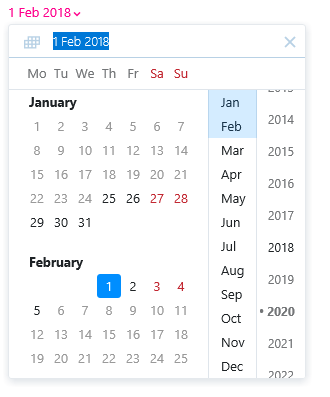 1 Feb 2018
1 Feb 2018
Mo Tu We Th Fr Sa Su
January
1 2 3 4 5 6 7
8 9 10 11 12 13 14
15 16 17 18 19 20 21
22 23 24 25 26 27 28
29 30 31
February
1 2 3 4
5 6 7 8 9 10 11
12 13 14 15 16 17 18
19 20 21 22 23 24 25
Jan
Feb
Mar
Apr
May
Jun
Jul
Aug
Sep
Oct
Nov
Dec
2014
2015
2016
2017
2018
2019
• 2020
2021
2022